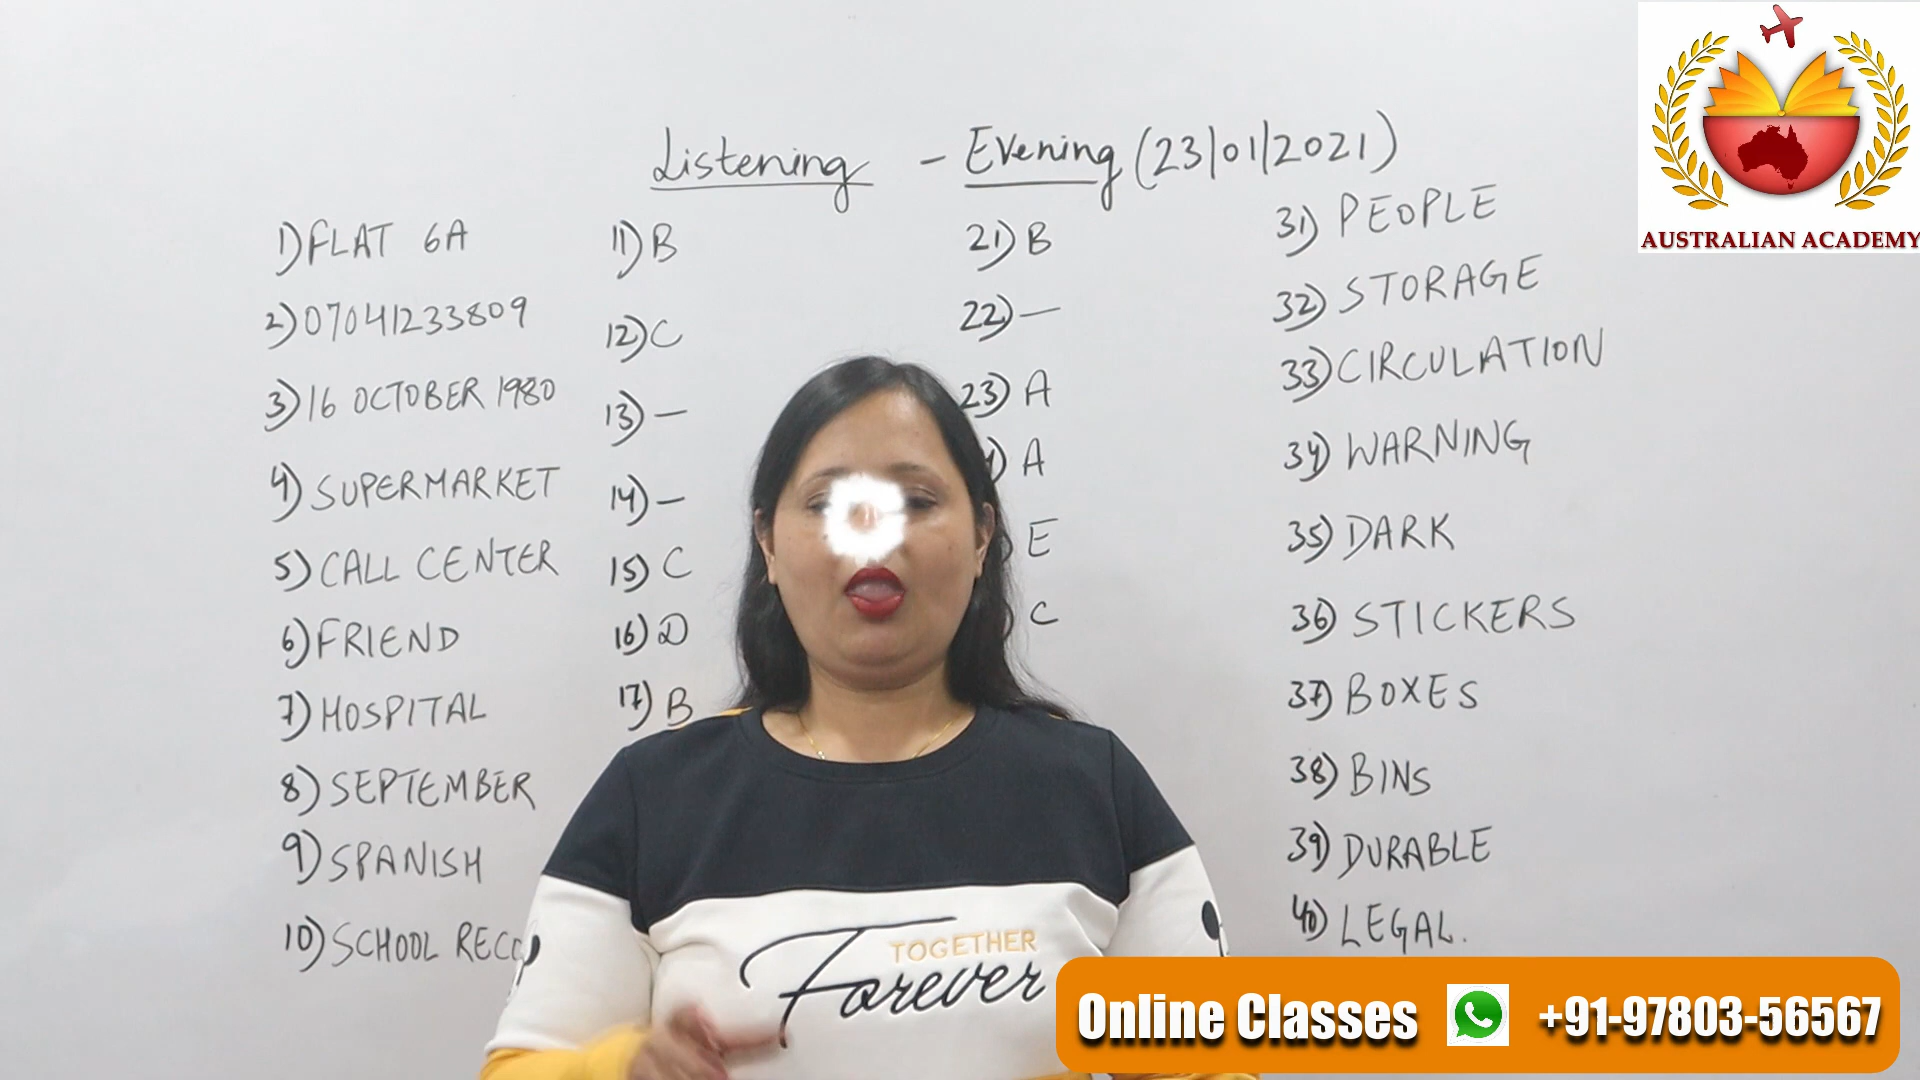 Listening - Evening (23/01/2021)
1) FLAT 6A
2) 07041233809
3) 16 OCTOBER 1980
4) SUPERMARKET
5) CALL CENTER
6) FRIEND
7) HOSPITAL
8) SEPTEMBER
9) SPANISH
10) SCHOOL
11) B
12) C
13) —
14) —
15) C
16) D
17) B
21) B
22) —
23) A
A
E
C
31) PEOPLE
32) STORAGE
33) CIRCULATION
34) WARNING
35) DARK
36) STICKERS
37) BOXES
38) BINS
39) DURABLE
40) LEGAL.
AUSTRALIAN ACADEMY
TOGETHER
Forever
Online Classes +91-97803-56567